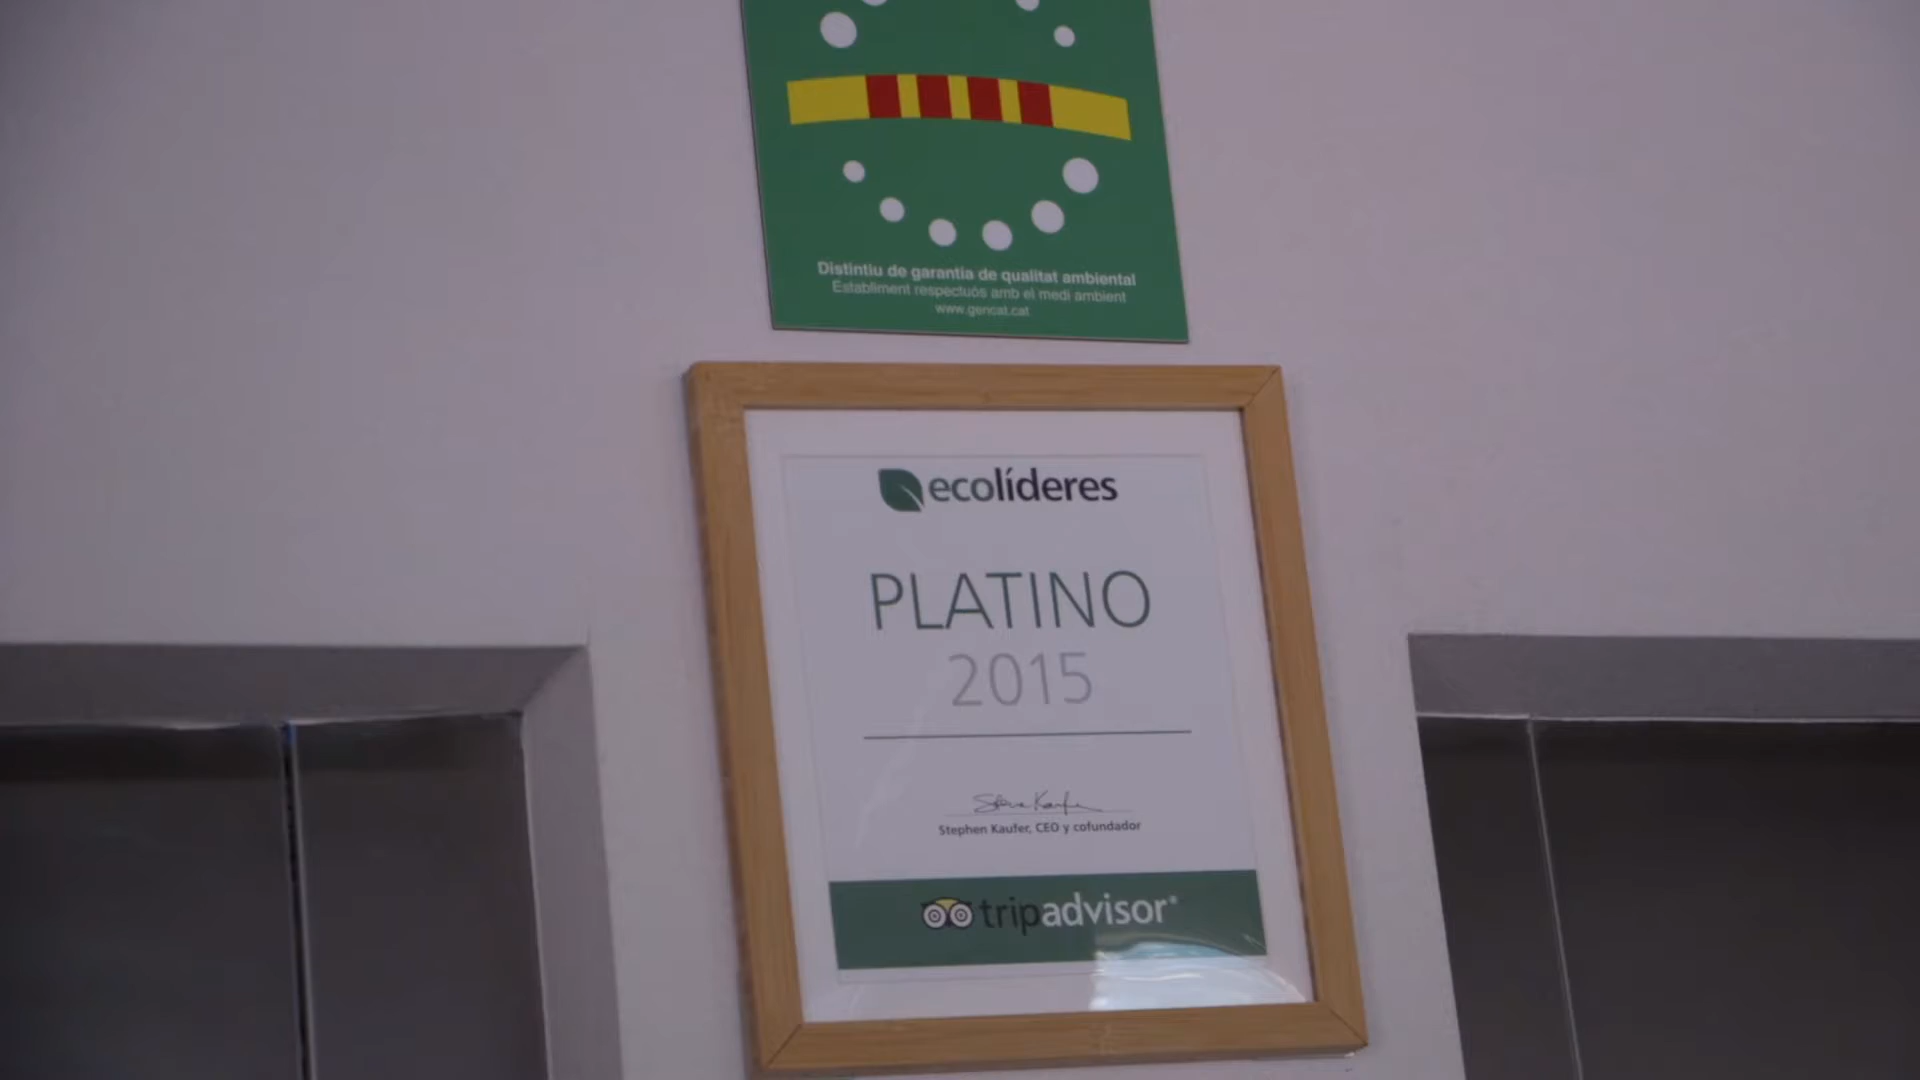 Distintiu de garantia de qualitat ambiental
Establiment respectuós amb el medi ambient
www.gencat.cat
ecolíderes
PLATINO
2015
Stephen Kaufer, CEO y cofundador
tripadvisor®